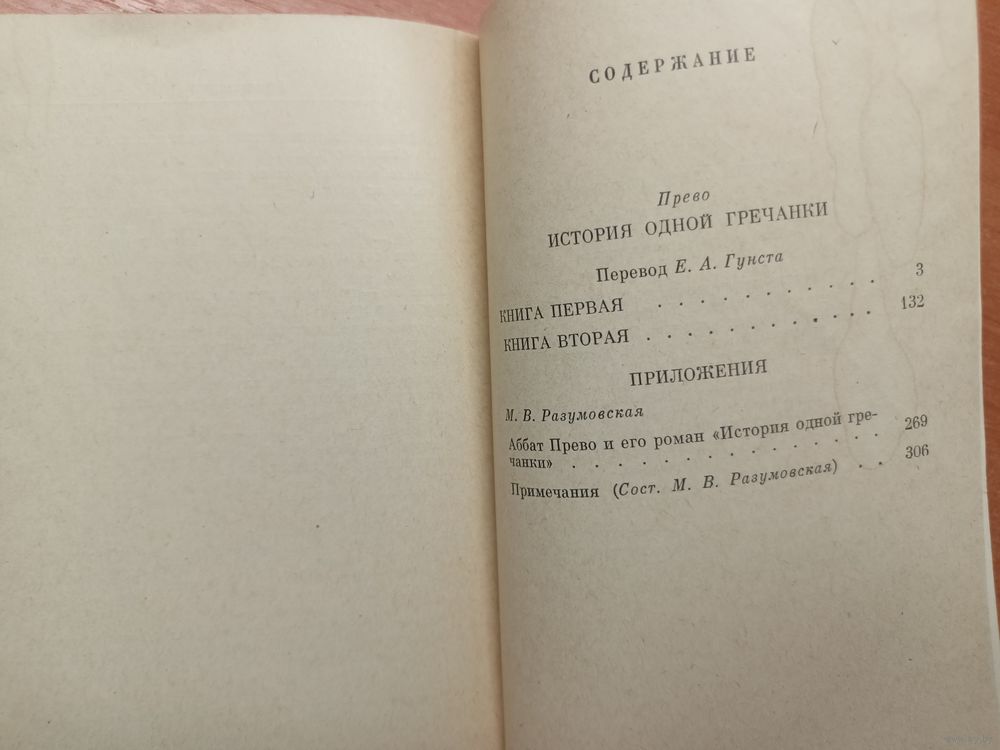 СОДЕРЖАНИЕ
Прево
ИСТОРИЯ ОДНОЙ ГРЕЧАНКИ
Перевод Е. А. Гунста
КНИГА ПЕРВАЯ . . . . . . . . . . . 3
КНИГА ВТОРАЯ . . . . . . . . . . . 132
ПРИЛОЖЕНИЯ
М. В. Разумовская
Аббат Прево и его роман «История одной гре-
чанки» . . . . . . . . . . . . . . 269
Примечания (Сост. М. В. Разумовская) . . 306